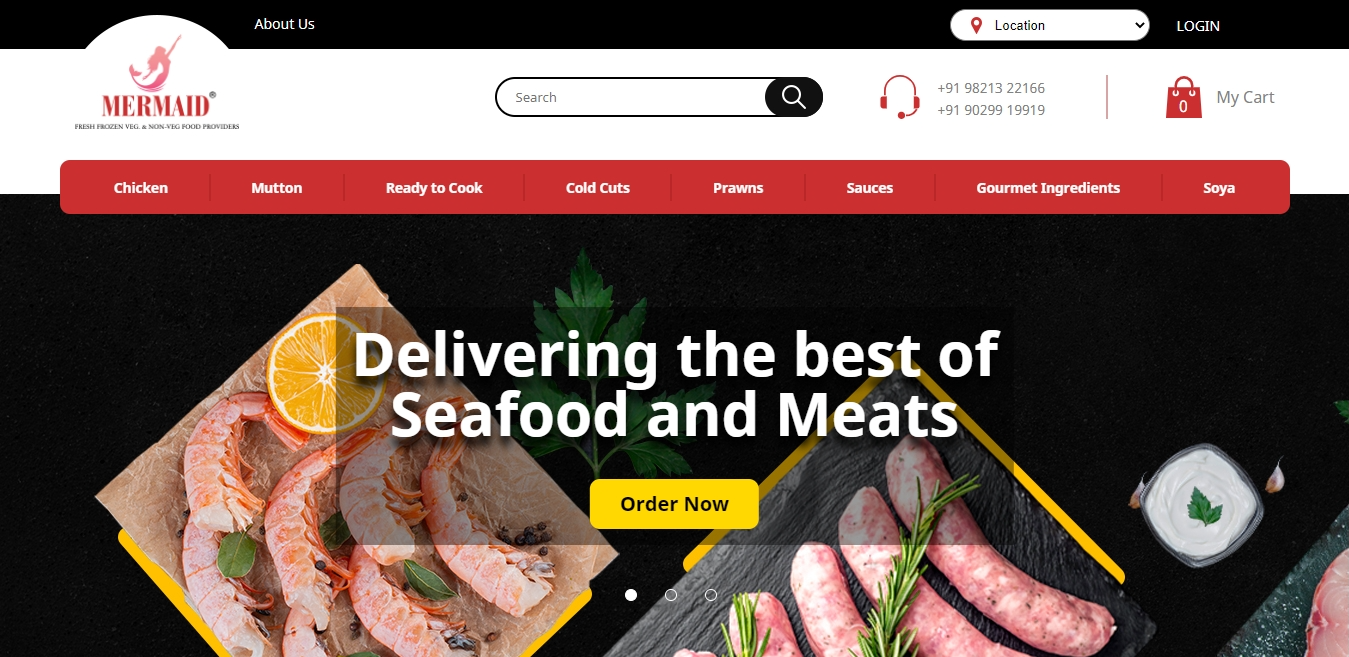 About Us
Location
LOGIN
MERMAID®
FRESH FROZEN VEG. & NON-VEG FOOD PROVIDERS
Search
+91 98213 22166
+91 90299 19919
0
My Cart
Chicken
Mutton
Ready to Cook
Cold Cuts
Prawns
Sauces
Gourmet Ingredients
Soya
Delivering the best of
Seafood and Meats
Order Now